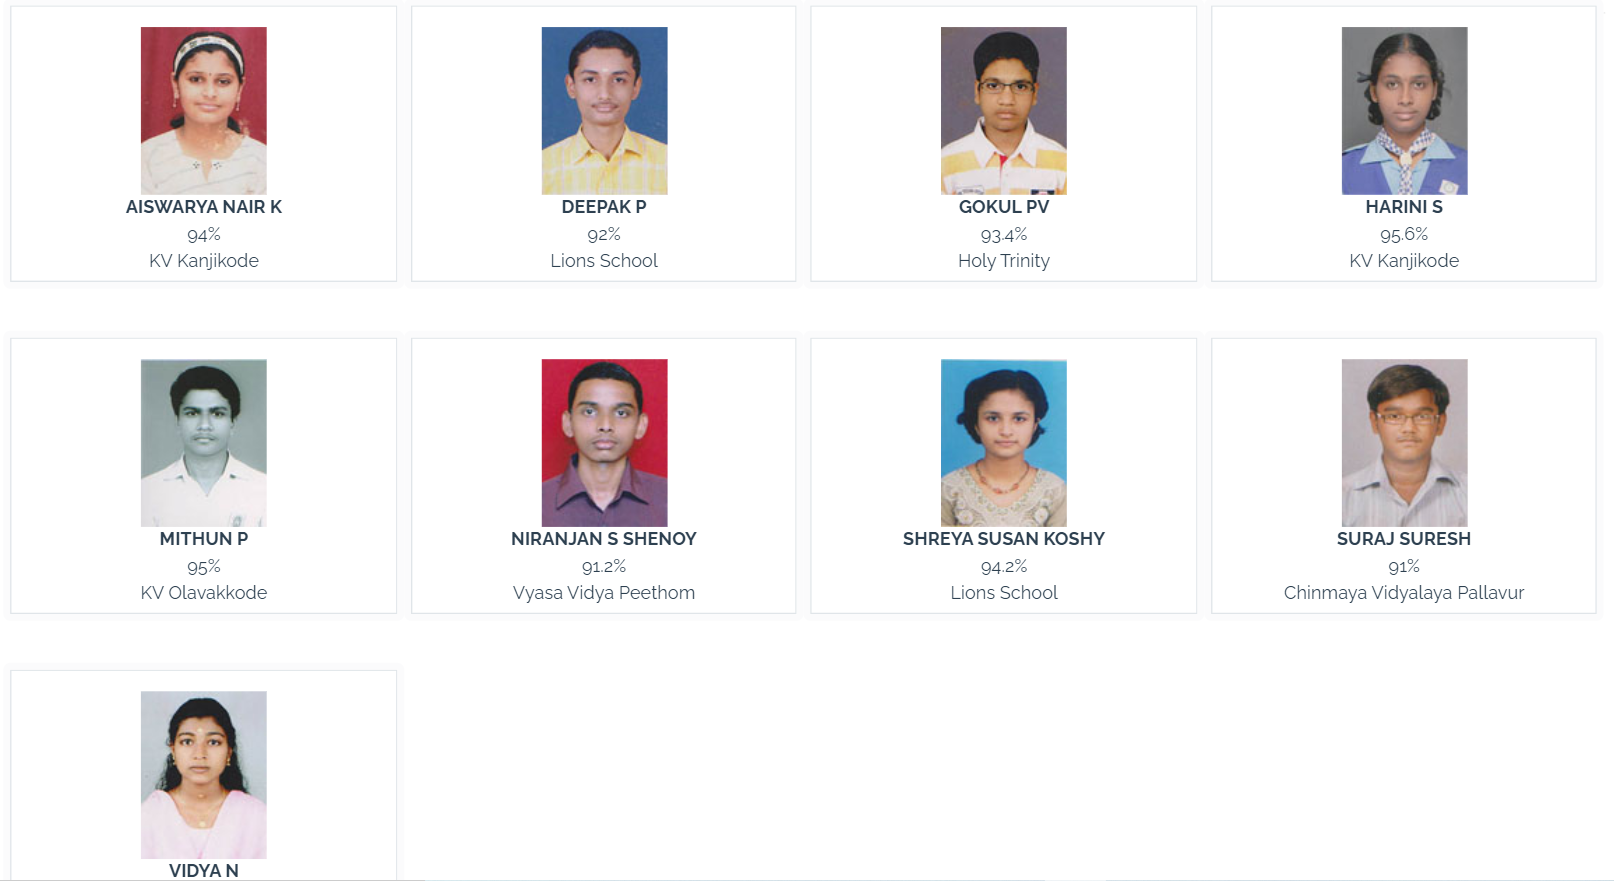 AISWARYA NAIR K
94%
KV Kanjikode
DEEPAK P
92%
Lions School
GOKUL PV
93.4%
Holy Trinity
HARINI S
95.6%
KV Kanjikode
MITHUN P
95%
KV Olavakkode
NIRANJAN S SHENOY
91.2%
Vyasa Vidya Peethom
SHREYA SUSAN KOSHY
94.2%
Lions School
SURAJ SURESH
91%
Chinmaya Vidyalaya Pallavur
VIDYA N